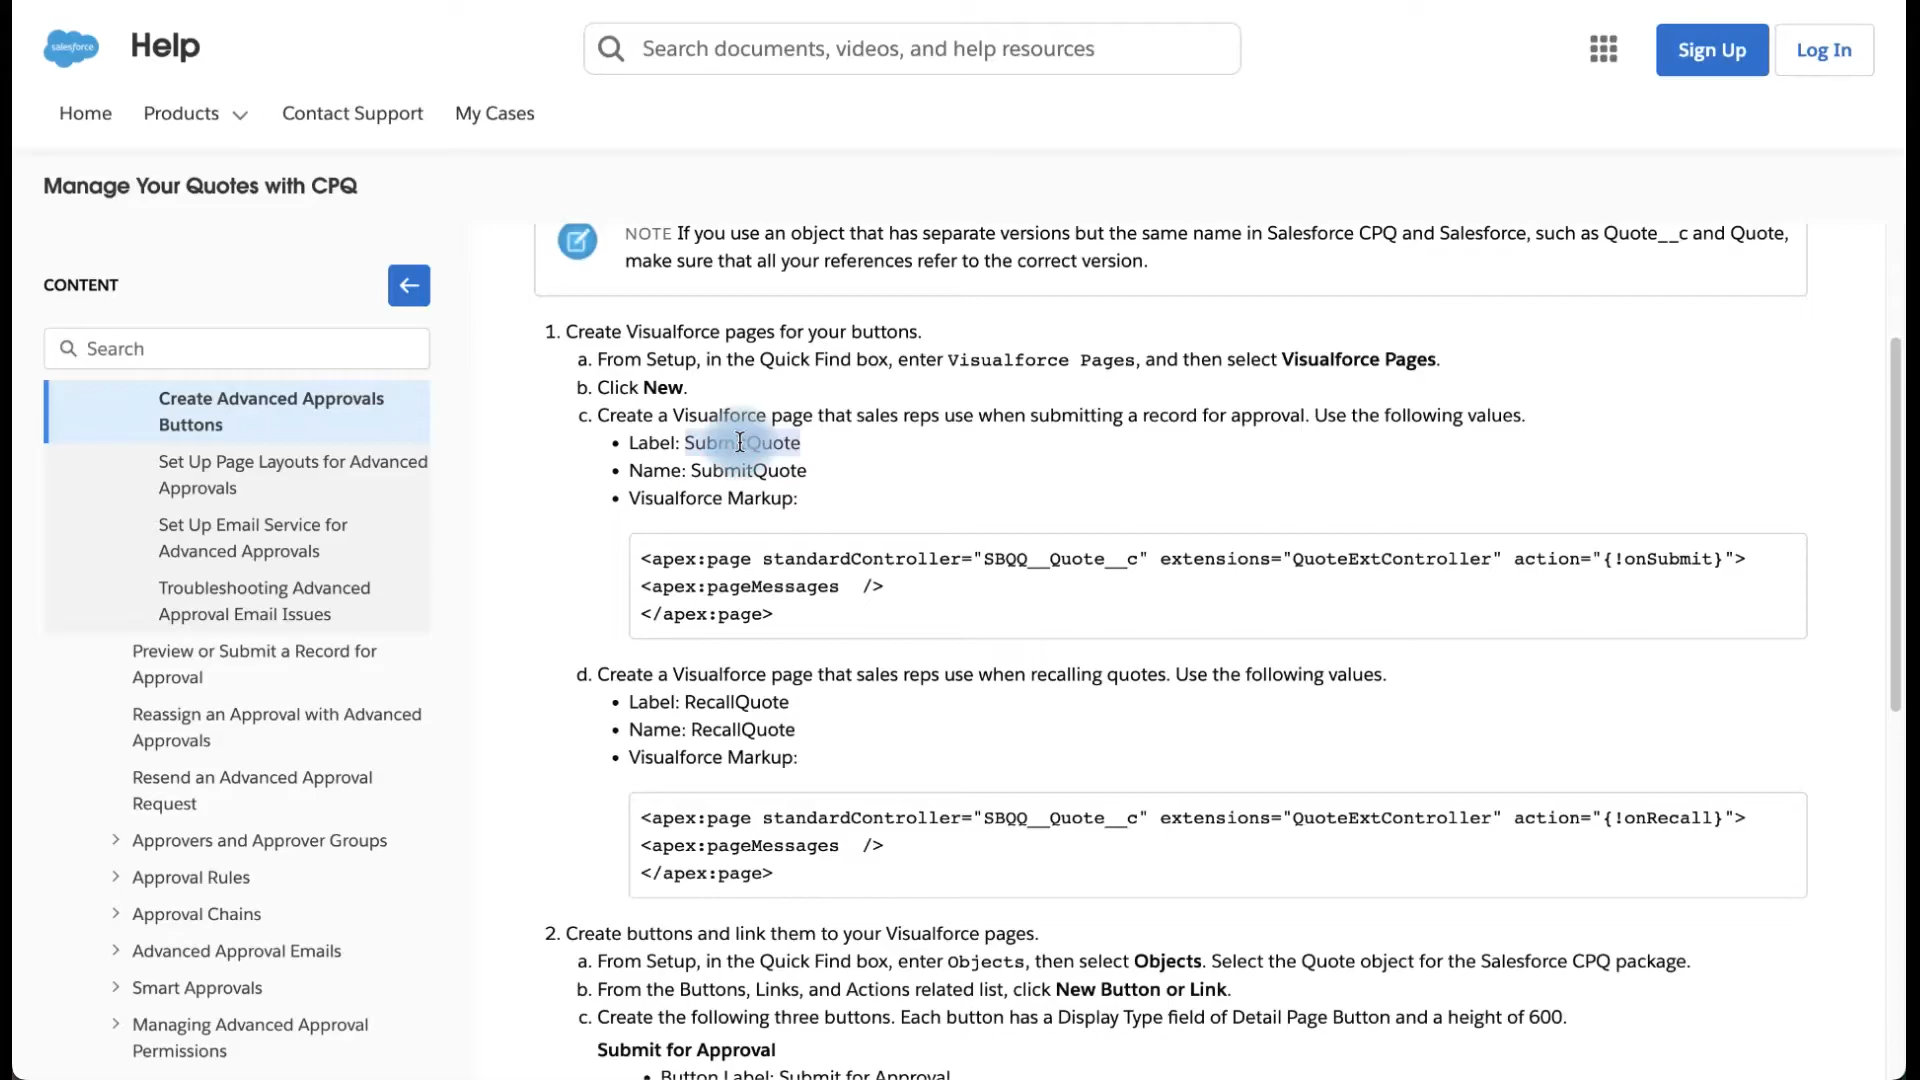 salesforce
Help
Search documents, videos, and help resources
Sign Up
Log In
Home
Products
Contact Support
My Cases
Manage Your Quotes with CPQ
CONTENT
Search
Create Advanced Approvals
Buttons
Set Up Page Layouts for Advanced
Approvals
Set Up Email Service for
Advanced Approvals
Troubleshooting Advanced
Approval Email Issues
Preview or Submit a Record for
Approval
Reassign an Approval with Advanced
Approvals
Resend an Advanced Approval
Request
Approvers and Approver Groups
Approval Rules
Approval Chains
Advanced Approval Emails
Smart Approvals
Managing Advanced Approval
Permissions
NOTE If you use an object that has separate versions but the same name in Salesforce CPQ and Salesforce, such as Quote__c and Quote,
make sure that all your references refer to the correct version.
1. Create Visualforce pages for your buttons.
a. From Setup, in the Quick Find box, enter Visualforce Pages, and then select Visualforce Pages.
b. Click New.
c. Create a Visualforce page that sales reps use when submitting a record for approval. Use the following values.
• Label: SubmitQuote
• Name: SubmitQuote
• Visualforce Markup:
<apex:page standardController="SBQQ__Quote__c" extensions="QuoteExtController" action="{!onSubmit}">
<apex:pageMessages />
</apex:page>
d. Create a Visualforce page that sales reps use when recalling quotes. Use the following values.
• Label: RecallQuote
• Name: RecallQuote
• Visualforce Markup:
<apex:page standardController="SBQQ__Quote__c" extensions="QuoteExtController" action="{!onRecall}">
<apex:pageMessages />
</apex:page>
2. Create buttons and link them to your Visualforce pages.
a. From Setup, in the Quick Find box, enter Objects, then select Objects. Select the Quote object for the Salesforce CPQ package.
b. From the Buttons, Links, and Actions related list, click New Button or Link.
c. Create the following three buttons. Each button has a Display Type field of Detail Page Button and a height of 600.
Submit for Approval
• Button Label: Submit for Approval